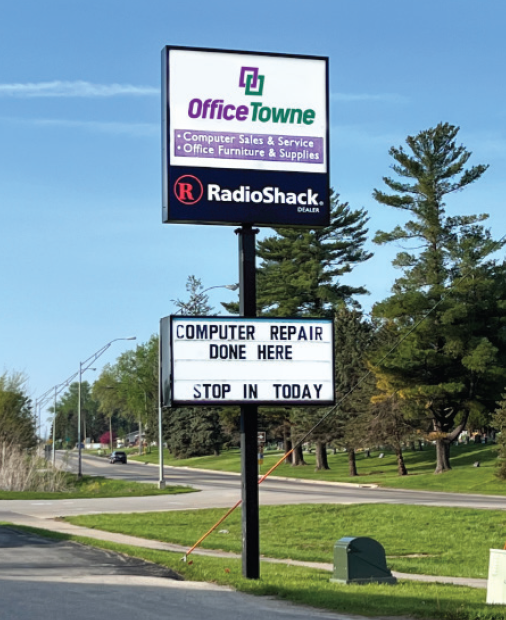 OfficeTowne
• Computer Sales & Service
• Office Furniture & Supplies
R RadioShack®
DEALER
COMPUTER REPAIR
DONE HERE
STOP IN TODAY